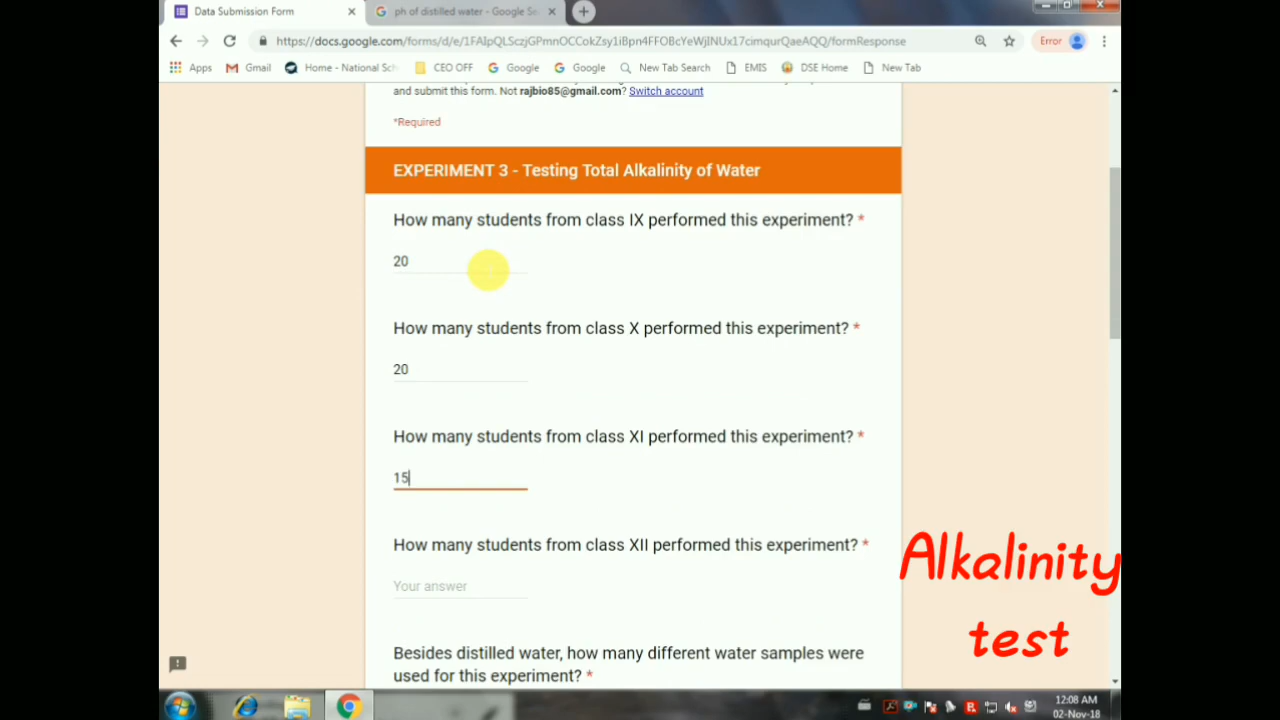 Data Submission Form
ph of distilled water - Google Se
https://docs.google.com/forms/d/e/1FAIpQLSczjGPmnOCCokZsy1iBpn4FFOBcYeWjINUx17cimqurQaeAQQ/formResponse
Error
Apps Gmail Home - National Sch CEO OFF Google Google New Tab Search EMIS DSE Home New Tab
and submit this form. Not rajbio85@gmail.com? Switch account
*Required
EXPERIMENT 3 - Testing Total Alkalinity of Water
How many students from class IX performed this experiment? *
20
How many students from class X performed this experiment? *
20
How many students from class XI performed this experiment? *
15
How many students from class XII performed this experiment? *
Your answer
Besides distilled water, how many different water samples were
used for this experiment? *
Alkalinity
test
12:08 AM
02-Nov-18